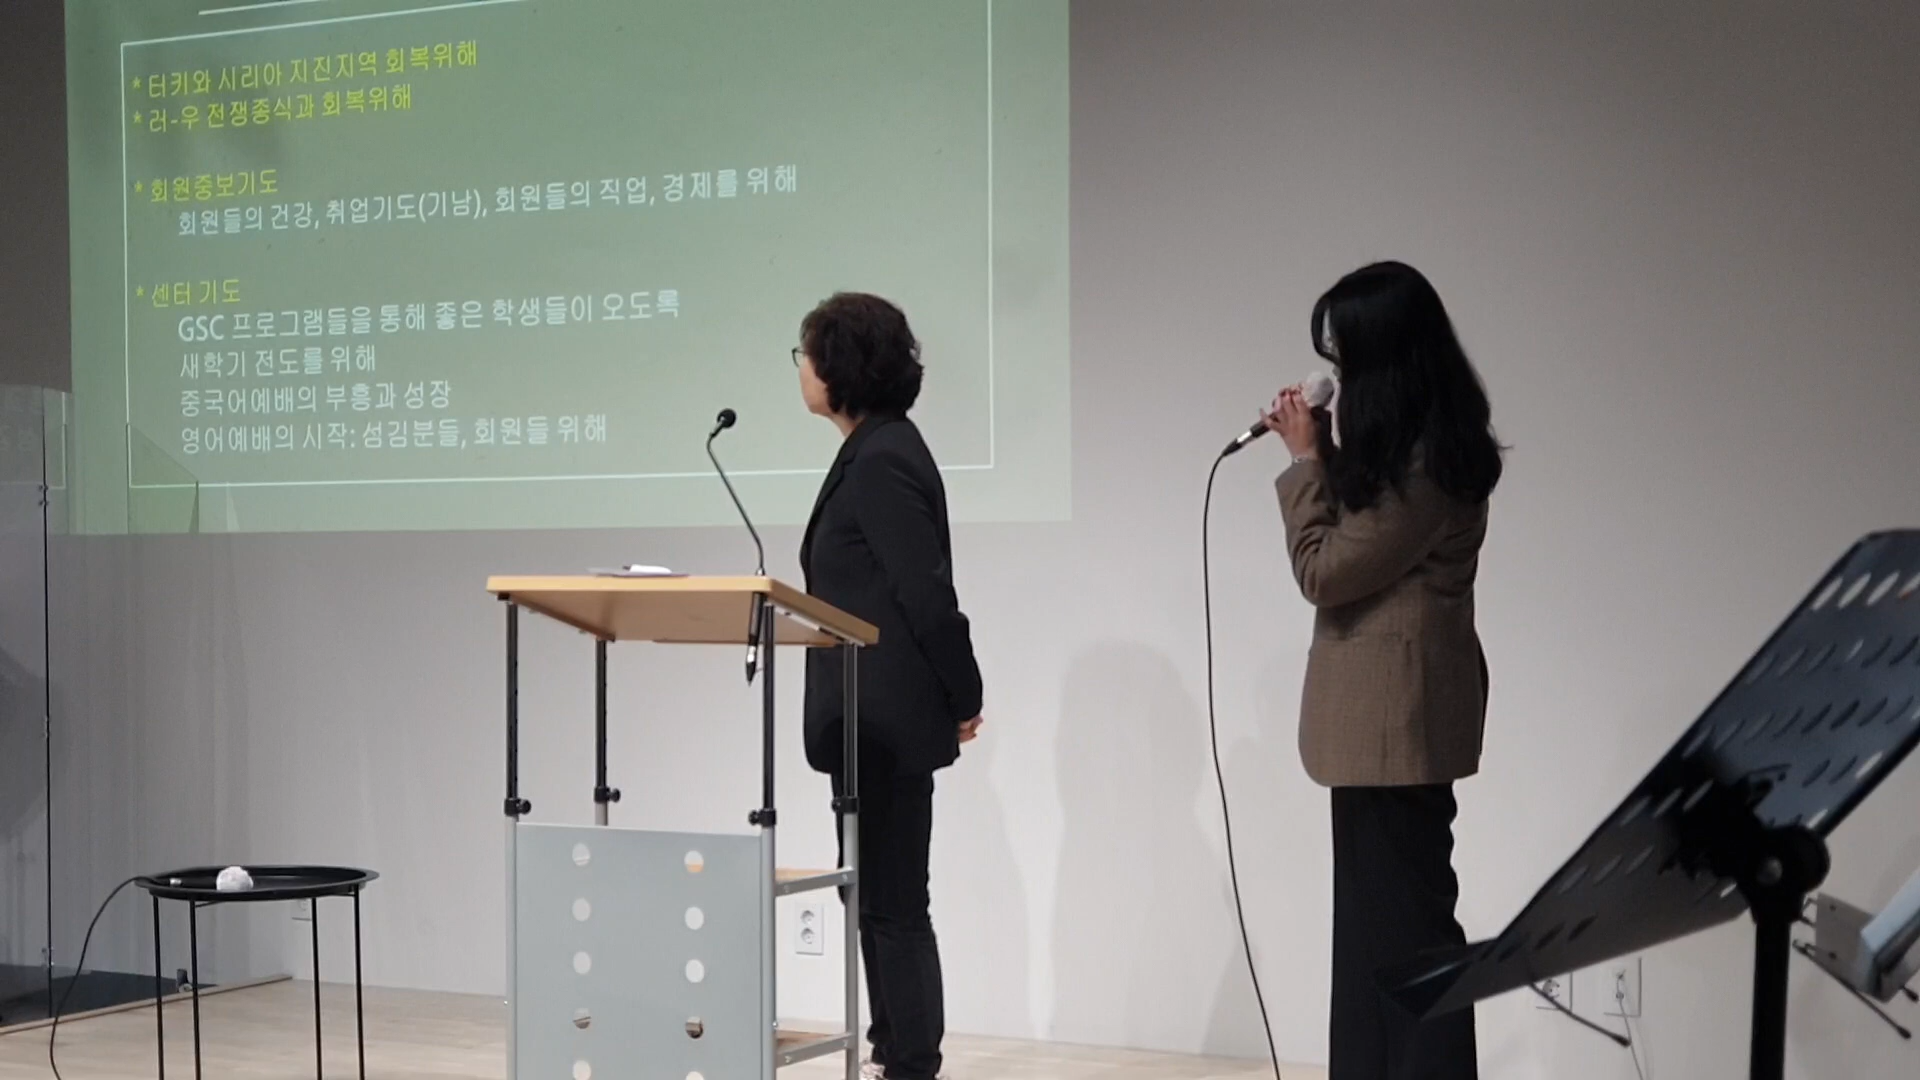 * 터키와 시리아 지진지역 회복위해
* 러-우 전쟁종식과 회복위해
* 회원중보기도
회원들의 건강, 취업기도(기남), 회원들의 직업, 경제를 위해
* 센터 기도
GSC 프로그램들을 통해 좋은 학생들이 오도록
새학기 전도를 위해
중국어예배의 부흥과 성장
영어예배의 시작: 섬김분들, 회원들 위해